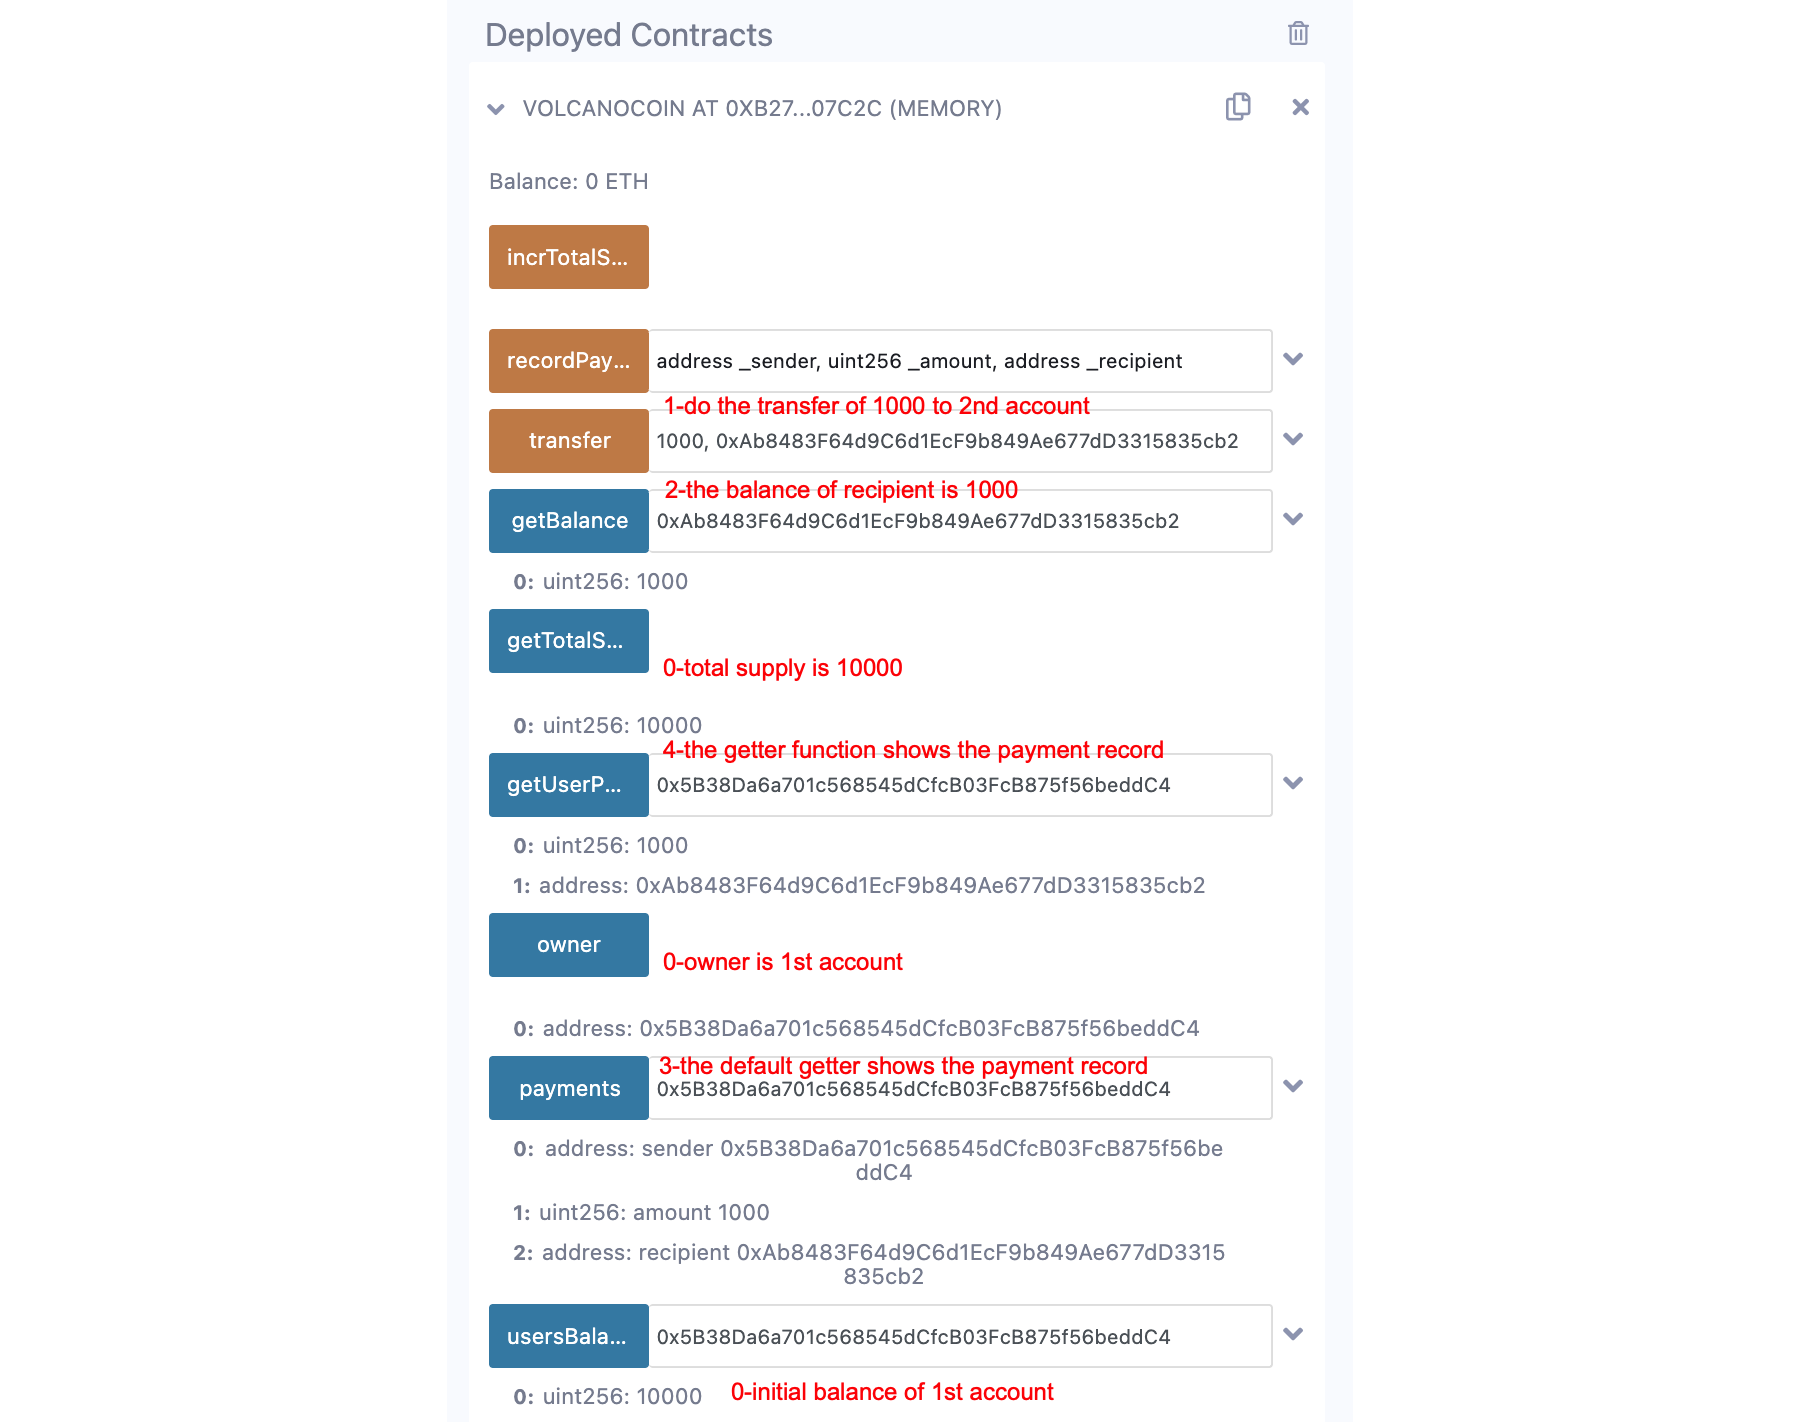 Deployed Contracts
VOLCANOCOIN AT 0XB27...07C2C (MEMORY)
Balance: 0 ETH
incrTotalS...
recordPay... address _sender, uint256 _amount, address _recipient
1-do the transfer of 1000 to 2nd account
transfer 1000, 0xAb8483F64d9C6d1EcF9b849Ae677dD3315835cb2
2-the balance of recipient is 1000
getBalance 0xAb8483F64d9C6d1EcF9b849Ae677dD3315835cb2
0: uint256: 1000
getTotalS...
0-total supply is 10000
0: uint256: 10000
4-the getter function shows the payment record
getUserP... 0x5B38Da6a701c568545dCfcB03FcB875f56beddC4
0: uint256: 1000
1: address: 0xAb8483F64d9C6d1EcF9b849Ae677dD3315835cb2
owner
0-owner is 1st account
0: address: 0x5B38Da6a701c568545dCfcB03FcB875f56beddC4
3-the default getter shows the payment record
payments 0x5B38Da6a701c568545dCfcB03FcB875f56beddC4
0: address: sender 0x5B38Da6a701c568545dCfcB03FcB875f56be
ddC4
1: uint256: amount 1000
2: address: recipient 0xAb8483F64d9C6d1EcF9b849Ae677dD3315
835cb2
usersBala... 0x5B38Da6a701c568545dCfcB03FcB875f56beddC4
0: uint256: 10000 0-initial balance of 1st account